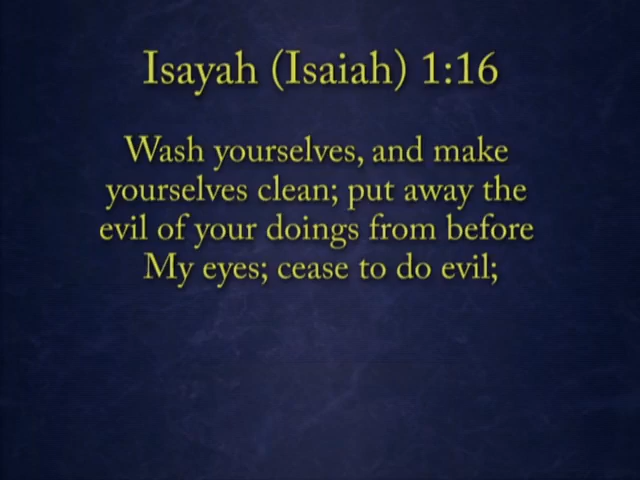 Isayah (Isaiah) 1:16
Wash yourselves, and make
yourselves clean; put away the
evil of your doings from before
My eyes; cease to do evil;